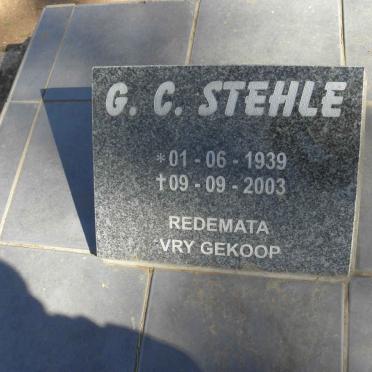 G. C. STEHLE
*01 - 06 - 1939
†09 - 09 - 2003
REDEMATA
VRY GEKOOP